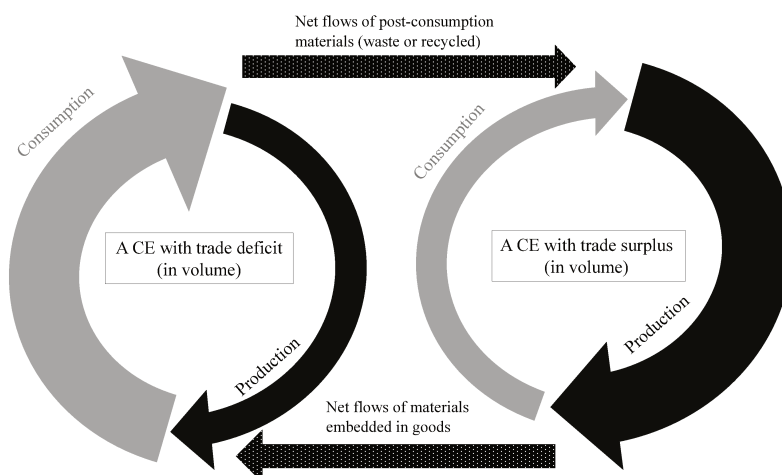 Net flows of post-consumption
materials (waste or recycled)
Consumption
Consumption
A CE with trade deficit
(in volume)
A CE with trade surplus
(in volume)
Production
Production
Net flows of materials
embedded in goods